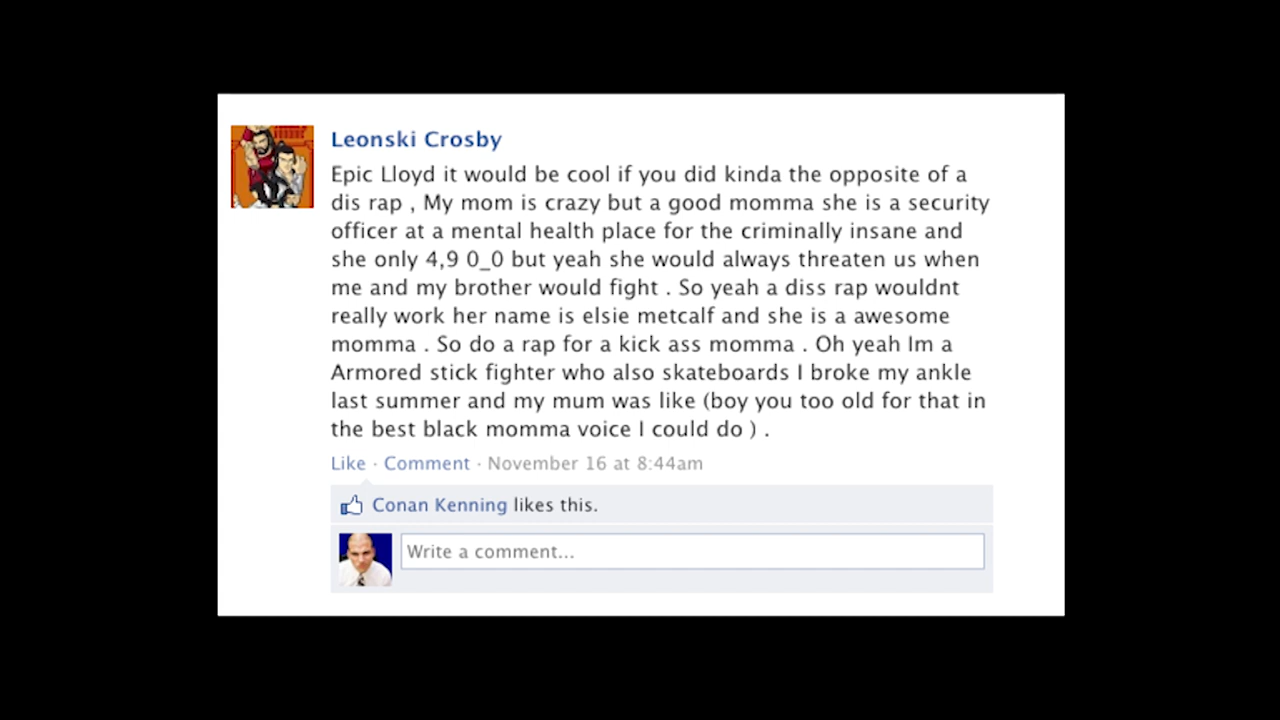 Leonski Crosby
Epic Lloyd it would be cool if you did kinda the opposite of a
dis rap , My mom is crazy but a good momma she is a security
officer at a mental health place for the criminally insane and
she only 4,9 0_0 but yeah she would always threaten us when
me and my brother would fight . So yeah a diss rap wouldnt
really work her name is elsie metcalf and she is a awesome
momma . So do a rap for a kick ass momma . Oh yeah Im a
Armored stick fighter who also skateboards I broke my ankle
last summer and my mum was like (boy you too old for that in
the best black momma voice I could do ) .
Like · Comment · November 16 at 8:44am
Conan Kenning likes this.
Write a comment...